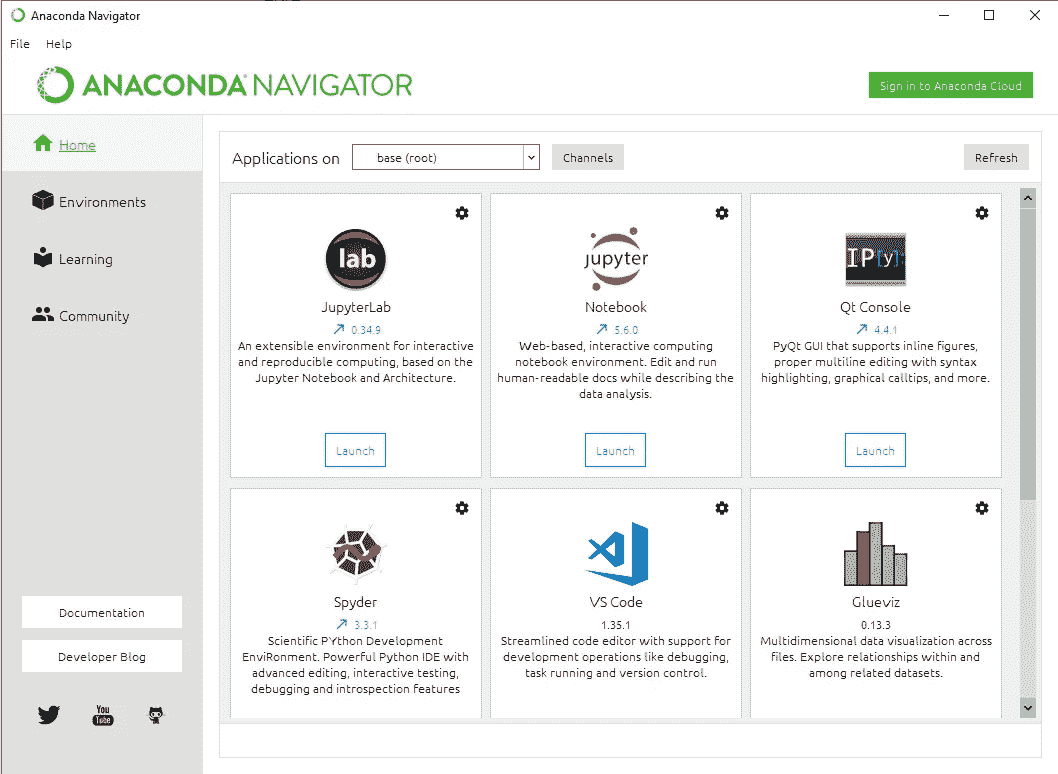 Anaconda Navigator
File Help
ANACONDA NAVIGATOR
Sign in to Anaconda Cloud
Home
Environments
Learning
Community
Documentation
Developer Blog
You
Tube
Applications on
base (root)
Channels
Refresh
lab
JupyterLab
0.34.9
An extensible environment for interactive
and reproducible computing, based on the
Jupyter Notebook and Architecture.
Launch
jupyter
Notebook
5.6.0
Web-based, interactive computing
notebook environment. Edit and run
human-readable docs while describing the
data analysis.
Launch
IP[y]
Qt Console
4.4.1
PyQt GUI that supports inline figures,
proper multiline editing with syntax
highlighting, graphical calltips, and more.
Launch
Spyder
3.3.1
Scientific PYthon Development
EnviRonment. Powerful Python IDE with
advanced editing, interactive testing,
debugging and introspection features
VS Code
1.35.1
Streamlined code editor with support for
development operations like debugging,
task running and version control.
Glueviz
0.13.3
Multidimensional data visualization across
files. Explore relationships within and
among related datasets.